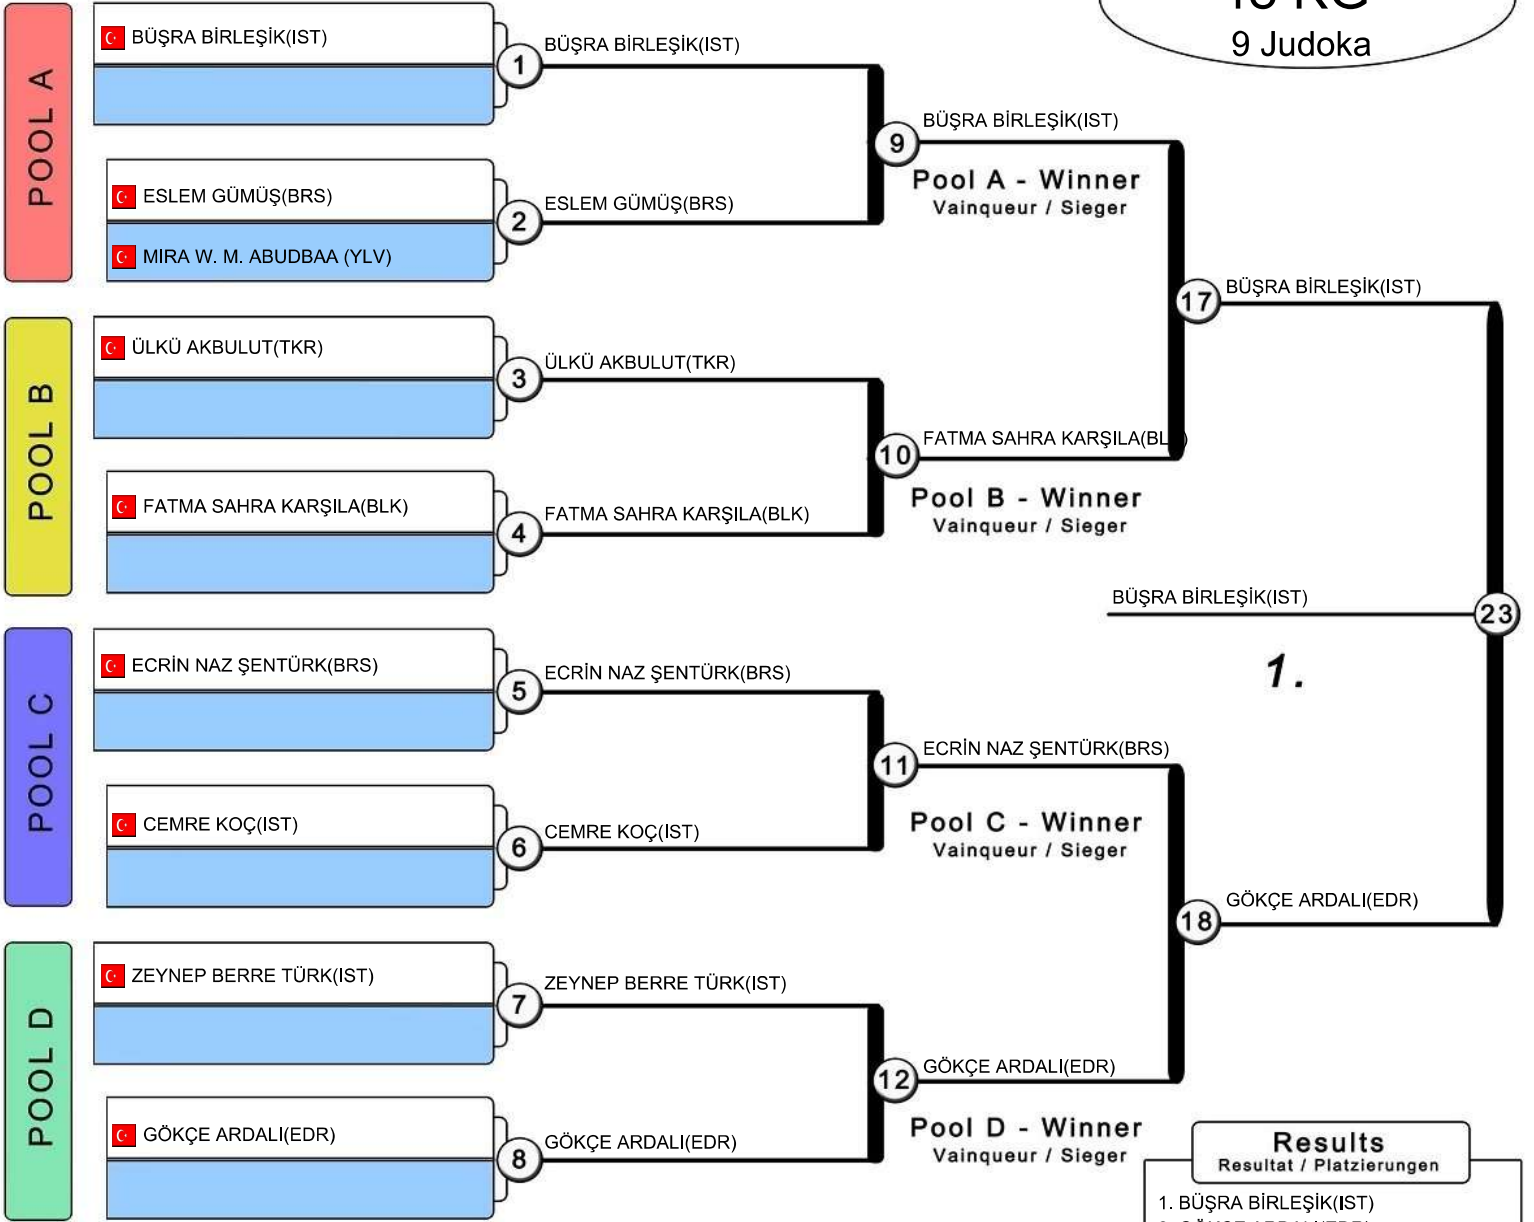 KG
9 Judoka
POOL A
BÜŞRA BİRLEŞİK(IST)
1
BÜŞRA BİRLEŞİK(IST)
ESLEM GÜMÜŞ(BRS)
MIRA W. M. ABUDBAA (YLV)
2
ESLEM GÜMÜŞ(BRS)
9
BÜŞRA BİRLEŞİK(IST)
Pool A - Winner
Vainqueur / Sieger
POOL B
ÜLKÜ AKBULUT(TKR)
3
ÜLKÜ AKBULUT(TKR)
FATMA SAHRA KARŞILA(BLK)
4
FATMA SAHRA KARŞILA(BLK)
10
FATMA SAHRA KARŞILA(BL )
Pool B - Winner
Vainqueur / Sieger
17
BÜŞRA BİRLEŞİK(IST)
POOL C
ECRİN NAZ ŞENTÜRK(BRS)
5
ECRİN NAZ ŞENTÜRK(BRS)
CEMRE KOÇ(IST)
6
CEMRE KOÇ(IST)
11
ECRİN NAZ ŞENTÜRK(BRS)
Pool C - Winner
Vainqueur / Sieger
POOL D
ZEYNEP BERRE TÜRK(IST)
7
ZEYNEP BERRE TÜRK(IST)
GÖKÇE ARDALI(EDR)
8
GÖKÇE ARDALI(EDR)
12
GÖKÇE ARDALI(EDR)
Pool D - Winner
Vainqueur / Sieger
18
GÖKÇE ARDALI(EDR)
BÜŞRA BİRLEŞİK(IST)
23
1.
Results
Resultat / Platzierungen
1. BÜŞRA BİRLEŞİK(IST)